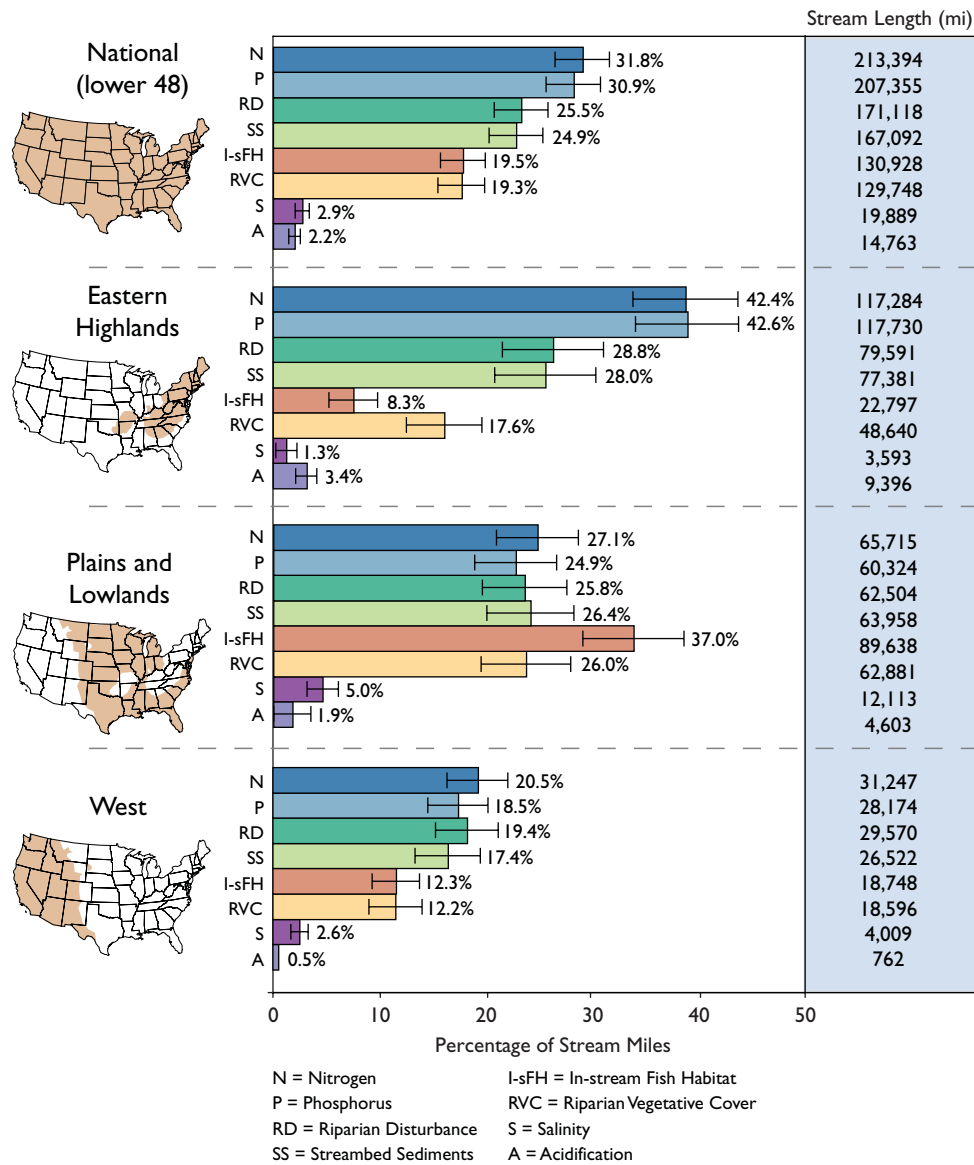 Stream Length (mi)
National
(lower 48)
N 31.8% 213,394
P 30.9% 207,355
RD 25.5% 171,118
SS 24.9% 167,092
I-sFH 19.5% 130,928
RVC 19.3% 129,748
S 2.9% 19,889
A 2.2% 14,763
Eastern
Highlands
N 42.4% 117,284
P 42.6% 117,730
RD 28.8% 79,591
SS 28.0% 77,381
I-sFH 8.3% 22,797
RVC 17.6% 48,640
S 1.3% 3,593
A 3.4% 9,396
Plains and
Lowlands
N 27.1% 65,715
P 24.9% 60,324
RD 25.8% 62,504
SS 26.4% 63,958
I-sFH 37.0% 89,638
RVC 26.0% 62,881
S 5.0% 12,113
A 1.9% 4,603
West
N 20.5% 31,247
P 18.5% 28,174
RD 19.4% 29,570
SS 17.4% 26,522
I-sFH 12.3% 18,748
RVC 12.2% 18,596
S 2.6% 4,009
A 0.5% 762
0 10 20 30 40 50
Percentage of Stream Miles
N = Nitrogen I-sFH = In-stream Fish Habitat
P = Phosphorus RVC = Riparian Vegetative Cover
RD = Riparian Disturbance S = Salinity
SS = Streambed Sediments A = Acidification